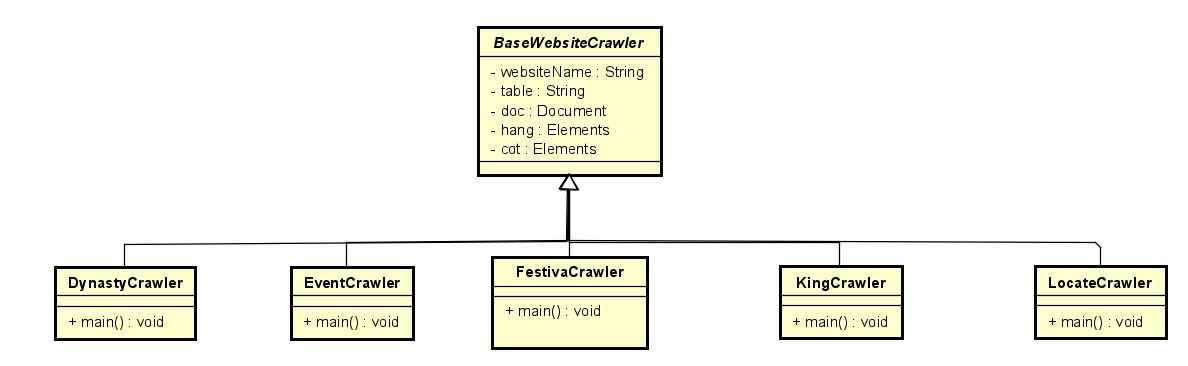 BaseWebsiteCrawler
- websiteName : String
- table : String
- doc : Document
- hang : Elements
- cot : Elements
DynastyCrawler
+ main() : void
EventCrawler
+ main() : void
FestivaCrawler
+ main() : void
KingCrawler
+ main() : void
LocateCrawler
+ main() : void